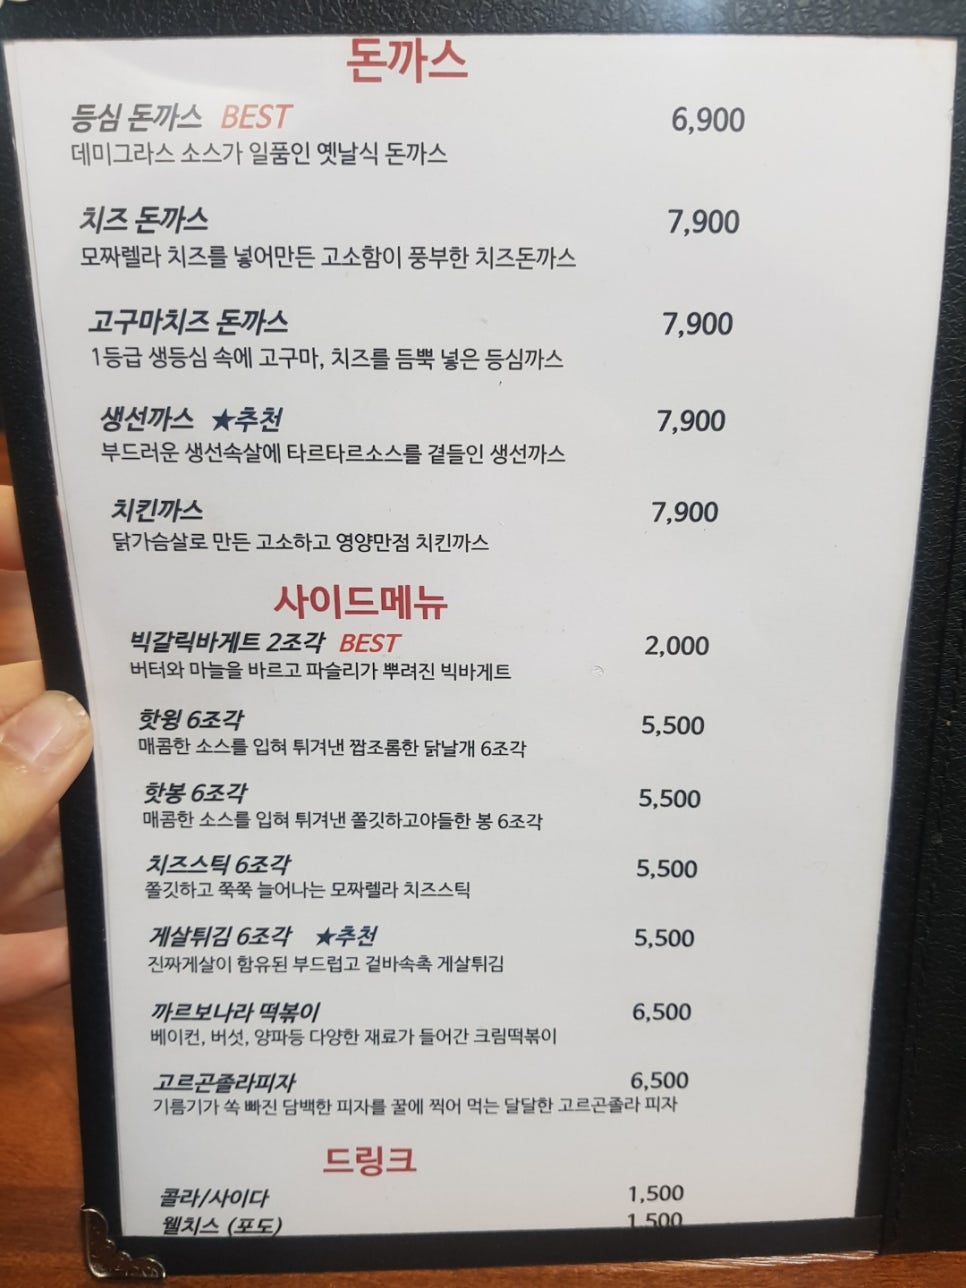 돈까스
등심 돈까스 BEST 6,900
데미그라스 소스가 일품인 옛날식 돈까스
치즈 돈까스 7,900
모짜렐라 치즈를 넣어만든 고소함이 풍부한 치즈돈까스
고구마치즈 돈까스 7,900
1등급 생등심 속에 고구마, 치즈를 듬뿍 넣은 등심까스
생선까스 ★추천 7,900
부드러운 생선속살에 타르타르소스를 곁들인 생선까스
치킨까스 7,900
닭가슴살로 만든 고소하고 영양만점 치킨까스
사이드메뉴
빅갈릭바게트 2조각 BEST 2,000
버터와 마늘을 바르고 파슬리가 뿌려진 빅바게트
핫윙 6조각 5,500
매콤한 소스를 입혀 튀겨낸 짭조롬한 닭날개 6조각
핫봉 6조각 5,500
매콤한 소스를 입혀 튀겨낸 쫄깃하고야들한 봉 6조각
치즈스틱 6조각 5,500
쫄깃하고 쭉쭉 늘어나는 모짜렐라 치즈스틱
게살튀김 6조각 ★추천 5,500
진짜게살이 함유된 부드럽고 겉바속촉 게살튀김
까르보나라 떡볶이 6,500
베이컨, 버섯, 양파등 다양한 재료가 들어간 크림떡볶이
고르곤졸라피자 6,500
기름기가 쏙 빠진 담백한 피자를 꿀에 찍어 먹는 달달한 고르곤졸라 피자
드링크
콜라/사이다 1,500
웰치스 (포도) 1,500